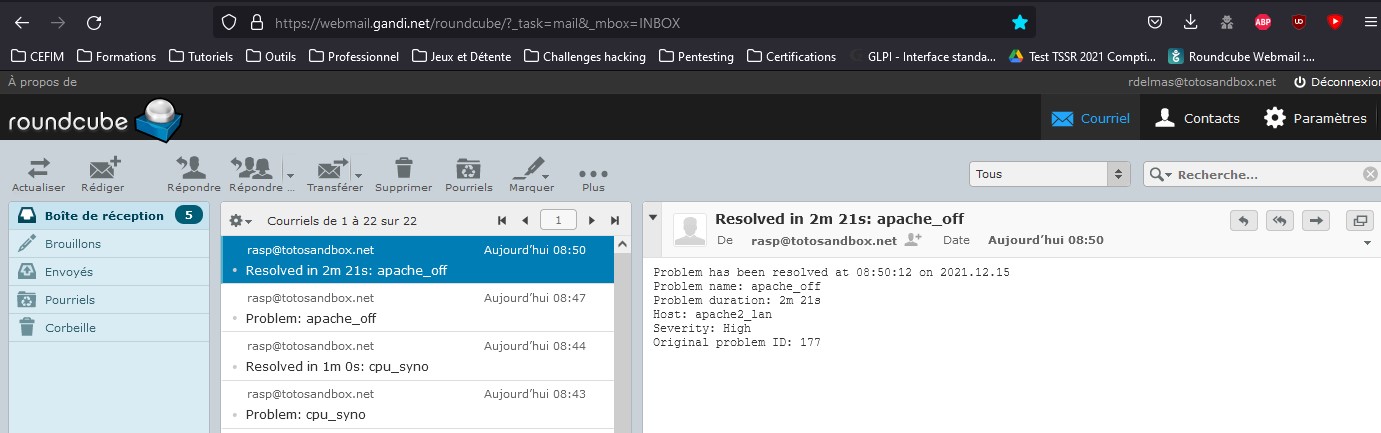 https://webmail.gandi.net/roundcube/?_task=mail&_mbox=INBOX
ABP
CEFIM Formations Tutoriels Outils Professionnel Jeux et Détente Challenges hacking Pentesting Certifications GLPI - Interface standa... Test TSSR 2021 Compti... Roundcube Webmail :...
À propos de rdelmas@totosandbox.net Déconnexion
roundcube Courriel Contacts Paramètres
Actualiser Rédiger Répondre Répondre ... Transférer Supprimer Pourriels Marquer Plus Tous Recherche...
Boîte de réception 5
Brouillons
Envoyés
Pourriels
Corbeille
Courriels de 1 à 22 sur 22 1
rasp@totosandbox.net Aujourd'hui 08:50
Resolved in 2m 21s: apache_off
rasp@totosandbox.net Aujourd'hui 08:47
Problem: apache_off
rasp@totosandbox.net Aujourd'hui 08:44
Resolved in 1m 0s: cpu_syno
rasp@totosandbox.net Aujourd'hui 08:43
Problem: cpu_syno
Resolved in 2m 21s: apache_off
De rasp@totosandbox.net Date Aujourd'hui 08:50
Problem has been resolved at 08:50:12 on 2021.12.15
Problem name: apache_off
Problem duration: 2m 21s
Host: apache2_lan
Severity: High
Original problem ID: 177